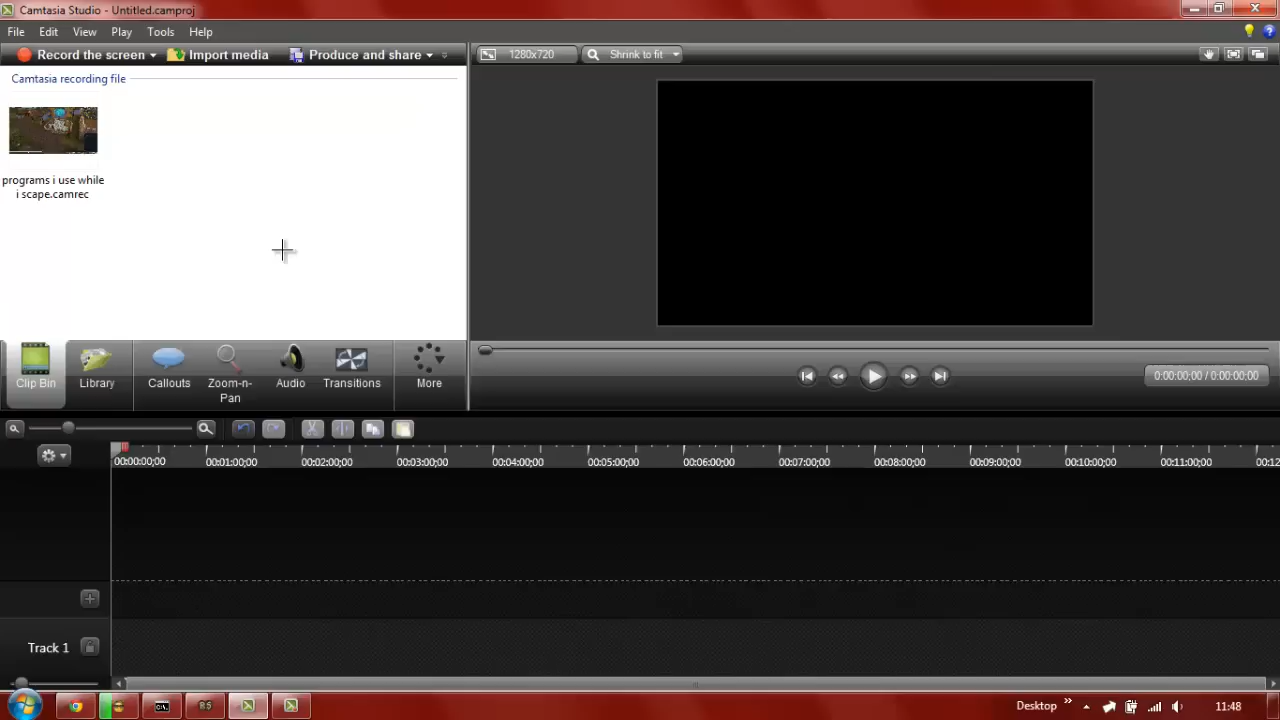 Camtasia Studio - Untitled.camproj
File Edit View Play Tools Help
Record the screen Import media Produce and share 1280x720 Shrink to fit
Camtasia recording file
programs i use while
i scape.camrec
Clip Bin Library Callouts Zoom-n-
Pan Audio Transitions More
0:00:00;00 / 0:00:00;00
00:00:00;00 00:01:00;00 00:02:00;00 00:03:00;00 00:04:00;00 00:05:00;00 00:06:00;00 00:07:00;00 00:08:00;00 00:09:00;00 00:10:00;00 00:11:00;00 00:12
Track 1
Desktop 11:48